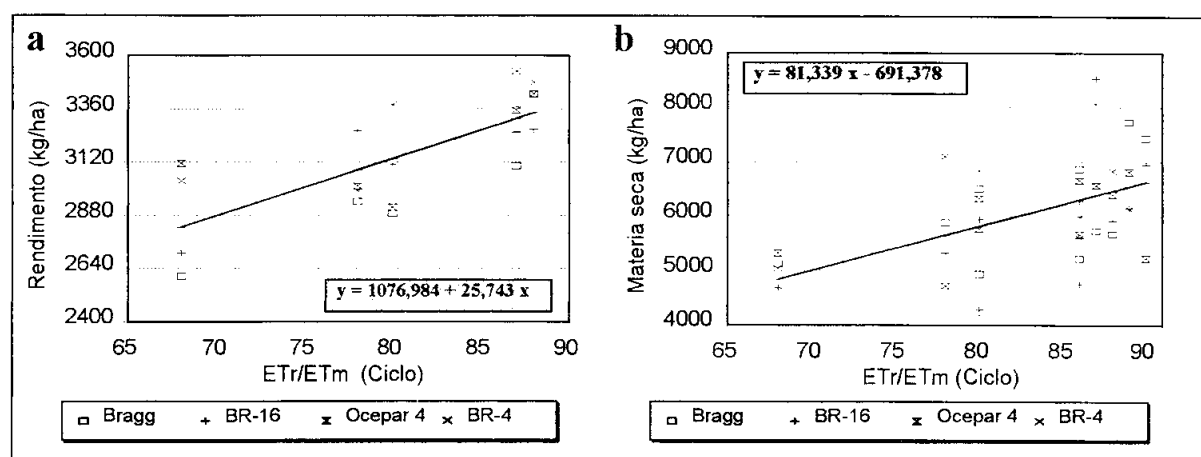 a
3600
3360
3120
2880
2640
2400
Rendimento (kg/ha)
y = 1076,984 + 25,743 x
65 70 75 80 85 90
ETr/ETm (Ciclo)
Bragg BR-16 Ocepar 4 BR-4
b
9000
8000
7000
6000
5000
4000
Materia seca (kg/ha)
y = 81,339 x - 691,378
65 70 75 80 85 90
ETr/ETm (Ciclo)
Bragg BR-16 Ocepar 4 BR-4